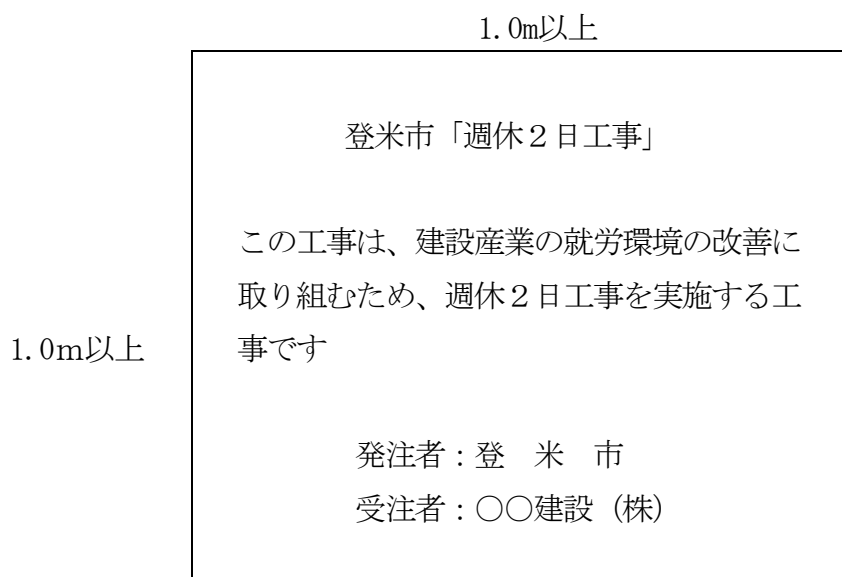 1.0m以上
登米市「週休２日工事」
この工事は、建設産業の就労環境の改善に
取り組むため、週休２日工事を実施する工
1.0ｍ以上
事です
発注者：登　米　市
受注者：○○建設（株）